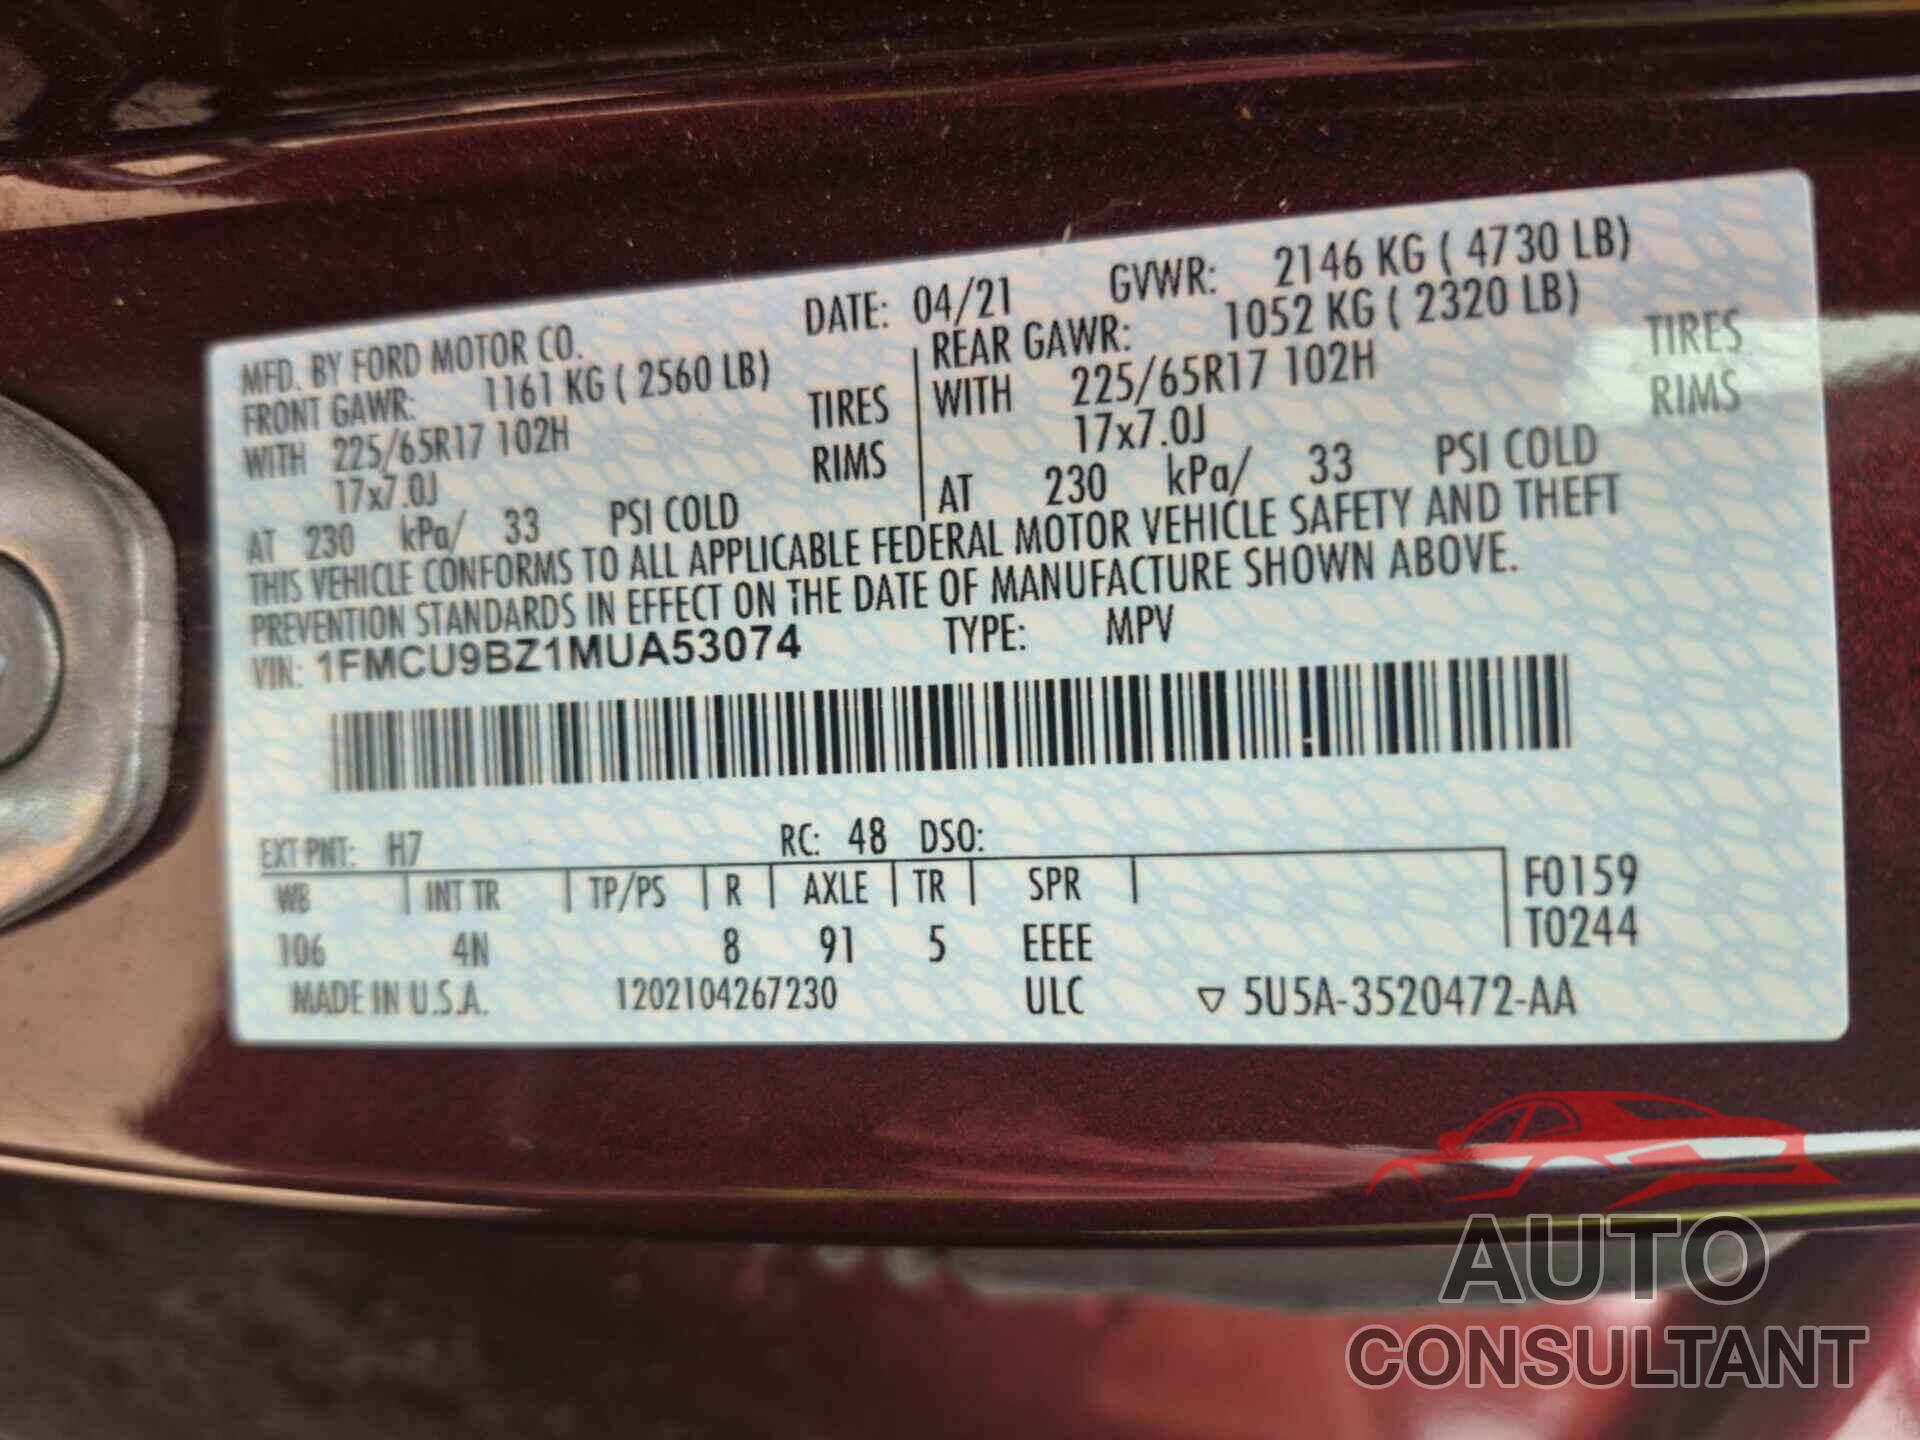 MFD. BY FORD MOTOR CO. DATE: 04/21 GVWR: 2146 KG ( 4730 LB)
FRONT GAWR: 1161 KG ( 2560 LB) REAR GAWR: 1052 KG ( 2320 LB)
WITH 225/65R17 102H TIRES WITH 225/65R17 102H TIRES
17x7.0J RIMS 17x7.0J RIMS
AT 230 kPa/ 33 PSI COLD AT 230 kPa/ 33 PSI COLD
THIS VEHICLE CONFORMS TO ALL APPLICABLE FEDERAL MOTOR VEHICLE SAFETY AND THEFT
PREVENTION STANDARDS IN EFFECT ON THE DATE OF MANUFACTURE SHOWN ABOVE.
VIN: 1FMCU9BZ1MUA53074 TYPE: MPV
EXT PNT: H7 RC: 48 DSO:
WB INT TR TP/PS R AXLE TR SPR F0159
106 4N 8 91 5 EEEE T0244
MADE IN U.S.A. 1202104267230 ULC ▽ 5U5A-3520472-AA
AUTO
CONSULTANT